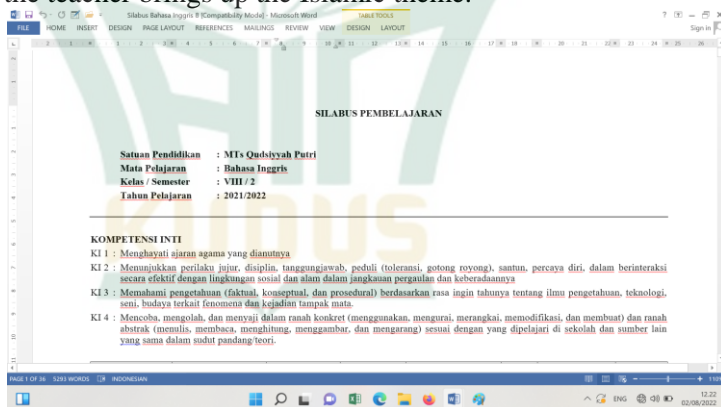 the teacher brings up the Islamic theme.
Silabus Bahasa Inggris 8 [Compatibility Mode] - Microsoft Word
TABLE TOOLS
FILE HOME INSERT DESIGN PAGE LAYOUT REFERENCES MAILINGS REVIEW VIEW DESIGN LAYOUT
Sign in
SILABUS PEMBELAJARAN
Satuan Pendidikan : MTs Qudsiyyah Putri
Mata Pelajaran : Bahasa Inggris
Kelas / Semester : VIII / 2
Tahun Pelajaran : 2021/2022
KUDUS
KOMPETENSI INTI
KI 1 : Menghayati ajaran agama yang dianutnya
KI 2 : Menunjukkan perilaku jujur, disiplin, tanggungjawab, peduli (toleransi, gotong royong), santun, percaya diri, dalam berinteraksi
secara efektif dengan lingkungan sosial dan alam dalam jangkauan pergaulan dan keberadaannya
KI 3 : Memahami pengetahuan (faktual, konseptual, dan prosedural) berdasarkan rasa ingin tahunya tentang ilmu pengetahuan, teknologi,
seni, budaya terkait fenomena dan kejadian tampak mata.
KI 4 : Mencoba, mengolah, dan menyaji dalam ranah konkret (menggunakan, mengurai, merangkai, memodifikasi, dan membuat) dan ranah
abstrak (menulis, membaca, menghitung, menggambar, dan mengarang) sesuai dengan yang dipelajari di sekolah dan sumber lain
yang sama dalam sudut pandang/teori.
PAGE 1 OF 36 5293 WORDS INDONESIAN
ENG
12.22
02/08/2022